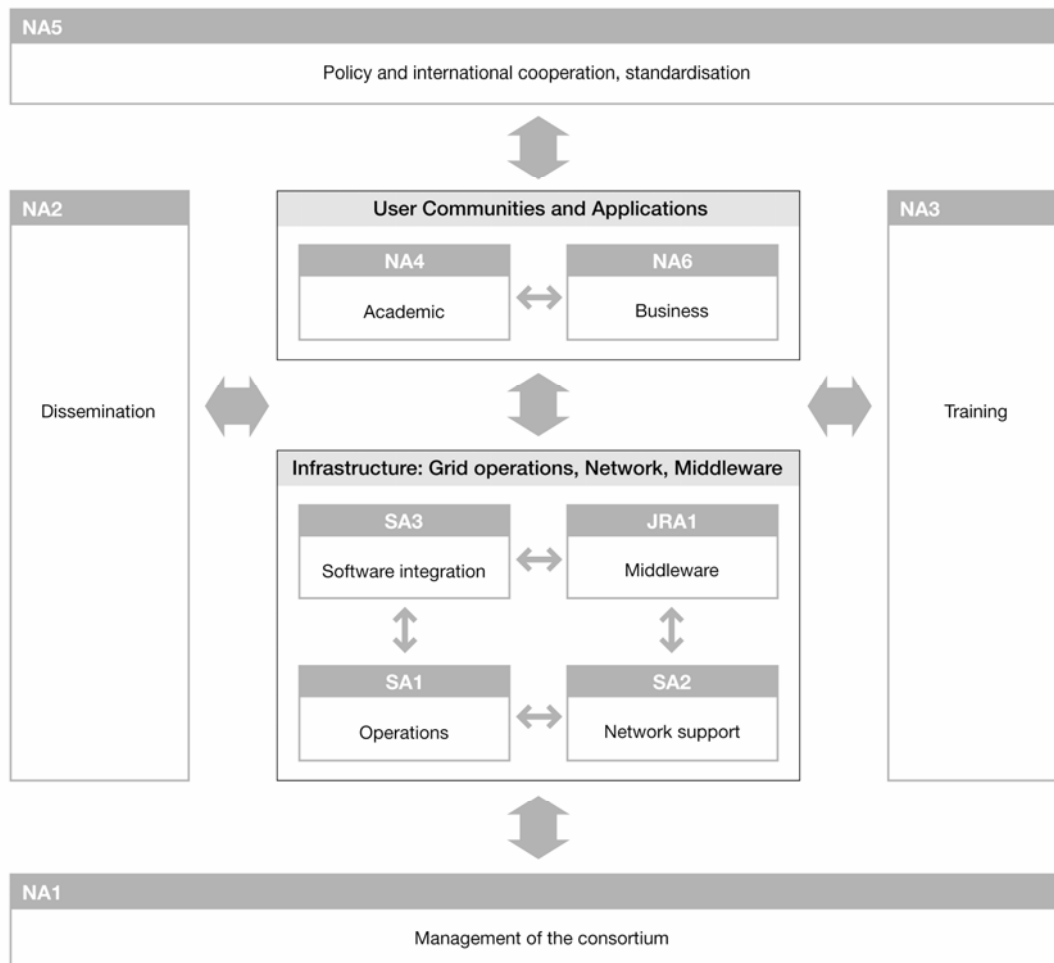 NA5
Policy and international cooperation, standardisation
NA2
Dissemination
User Communities and Applications
NA4
Academic
NA6
Business
NA3
Training
Infrastructure: Grid operations, Network, Middleware
SA3
Software integration
JRA1
Middleware
SA1
Operations
SA2
Network support
NA1
Management of the consortium